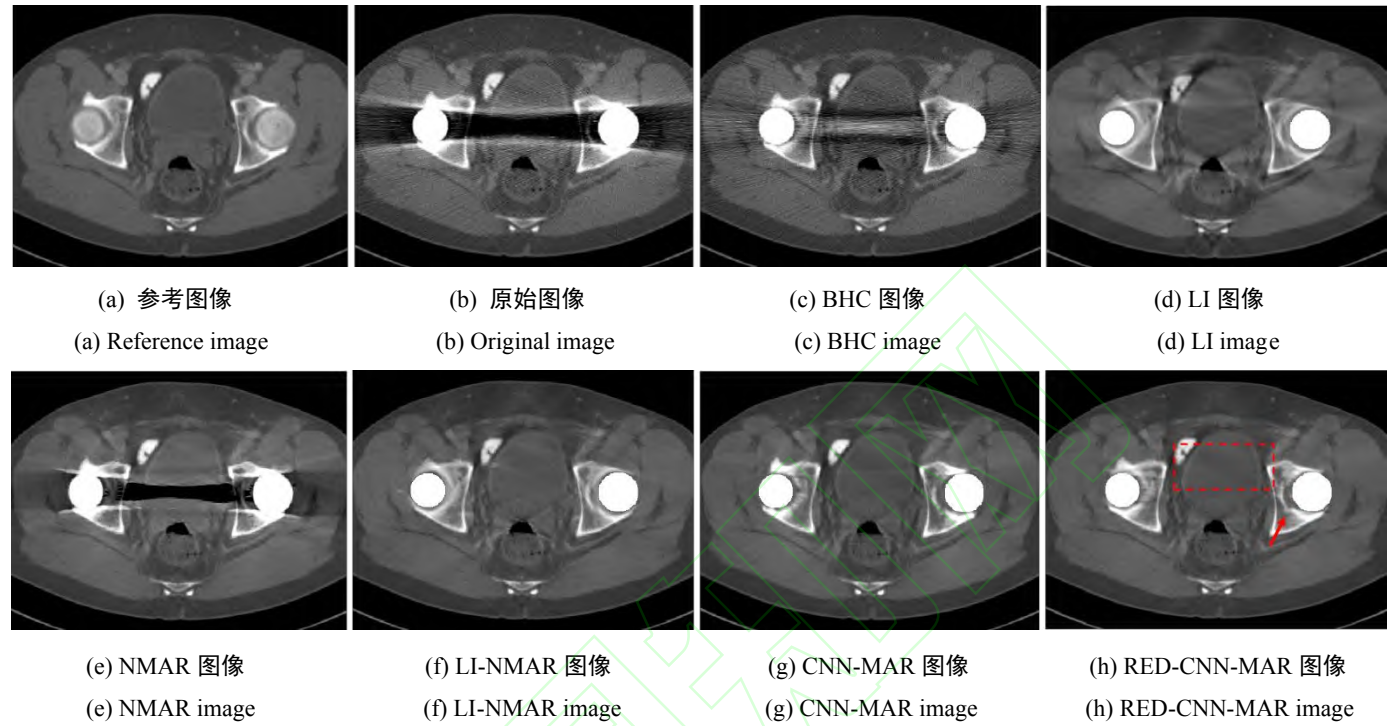 (a) 参考图像
(b) 原始图像
(c) BHC 图像
(d) LI 图像
(a) Reference image
(b) Original image
(c) BHC image
(d) LI image
(e) NMAR 图像
(f) LI-NMAR 图像
(g) CNN-MAR 图像
(h) RED-CNN-MAR 图像
(e) NMAR image
(f) LI-NMAR image
(g) CNN-MAR image
(h) RED-CNN-MAR image